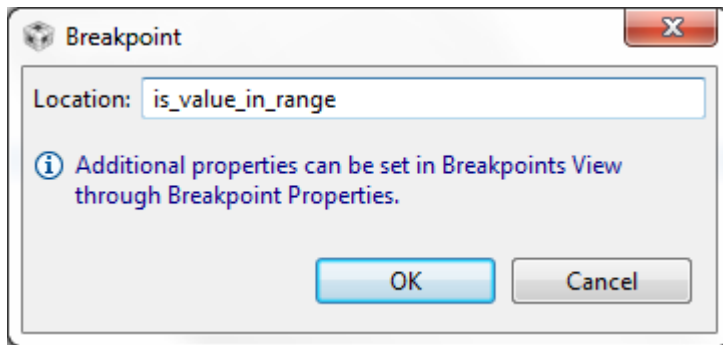 Breakpoint
Location: is_value_in_range
Additional properties can be set in Breakpoints View
through Breakpoint Properties.
OK Cancel